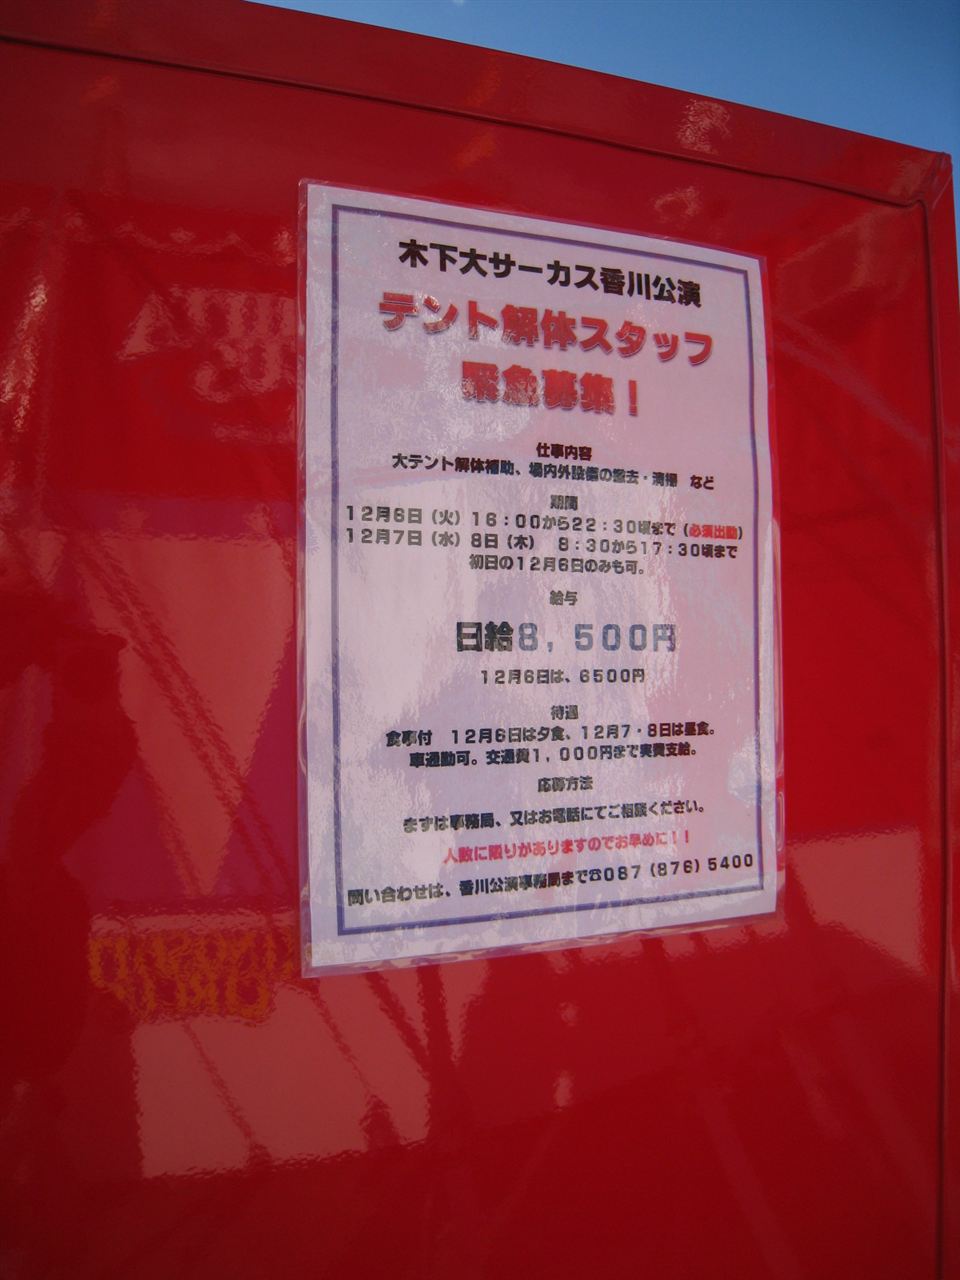 木下大サーカス香川公演
テント解体スタッフ
緊急募集！
仕事内容
大テント解体補助、場内外設備の撤去・清掃　など
期間
１２月６日（火）１６：００から２２：３０頃まで（必須出勤）
１２月７日（水）８日（木）　８：３０から１７：３０頃まで
初日の１２月６日のみも可。
給与
日給８，５００円
１２月６日は、６５００円
待遇
食事付　１２月６日は夕食、１２月７・８日は昼食。
車通勤可。交通費１，０００円まで実費支給。
応募方法
まずは事務局、又はお電話にてご相談ください。
人数に限りがありますのでお早めに！！
問い合わせは、香川公演事務局まで☎０８７（８７６）５４００